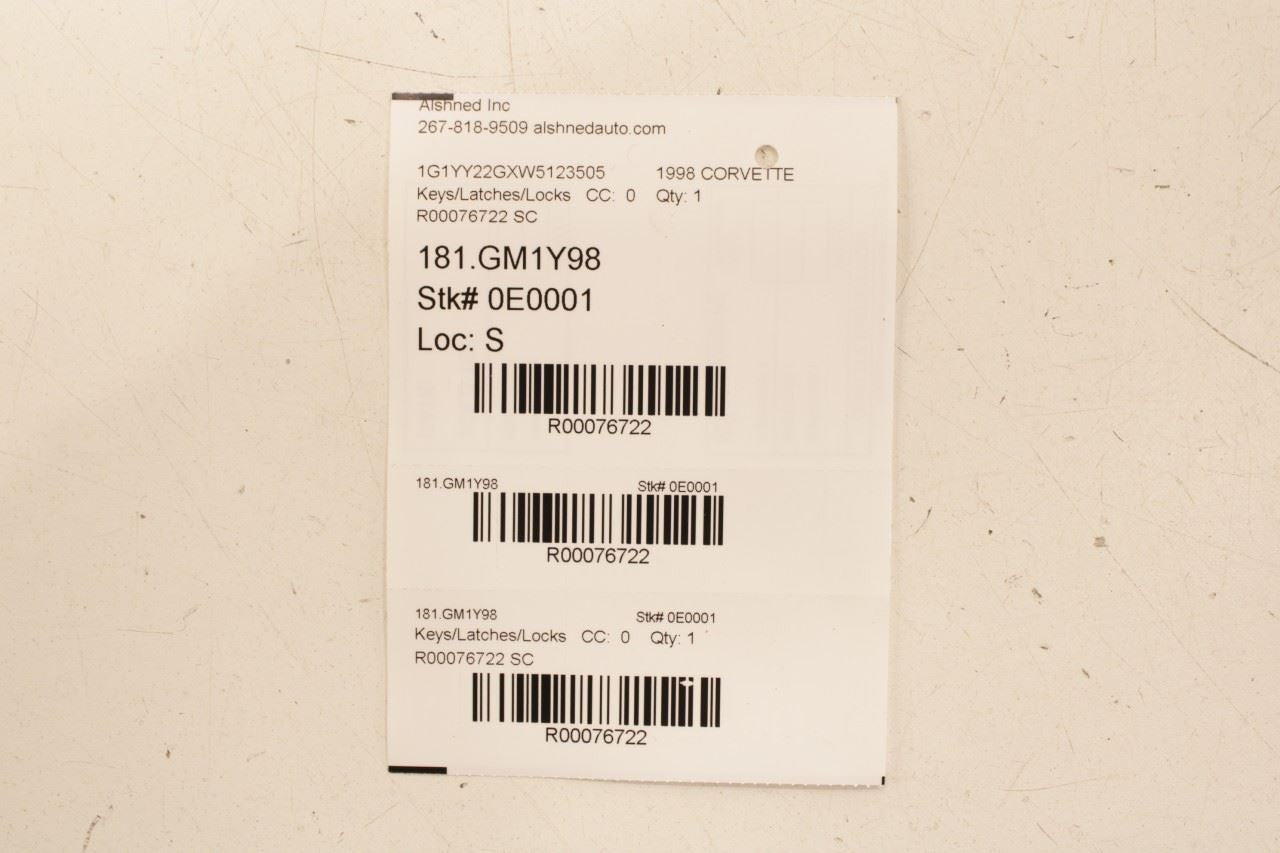 Alshned Inc
267-818-9509 alshnedauto.com
1G1YY22GXW5123505 1998 CORVETTE
Keys/Latches/Locks CC: 0 Qty: 1
R00076722 SC
181.GM1Y98
Stk# 0E0001
Loc: S
R00076722
181.GM1Y98 Stk# 0E0001
R00076722
181.GM1Y98 Stk# 0E0001
Keys/Latches/Locks CC: 0 Qty: 1
R00076722 SC
R00076722